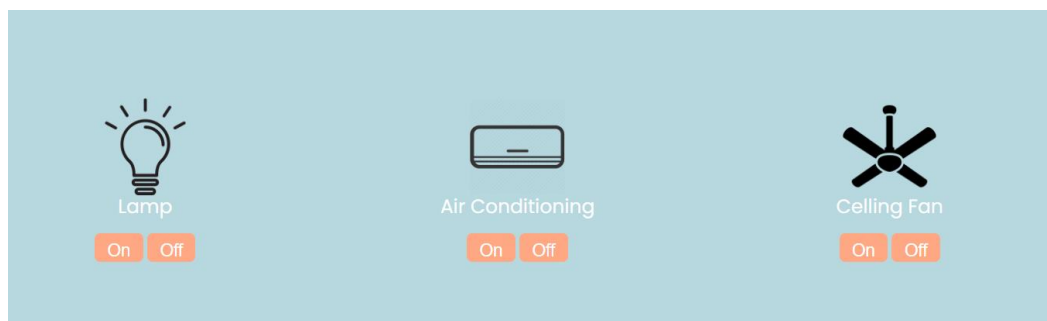 Lamp
Air Conditioning
Celling Fan
On Off
On Off
On Off